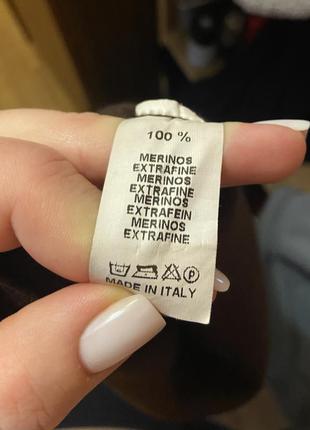 100 %
MERINOS
EXTRAFINE
MERINOS
EXTRAFINE
MERINOS
EXTRAFEIN
MERINOS
EXTRAFINE
P
MADE IN ITALY